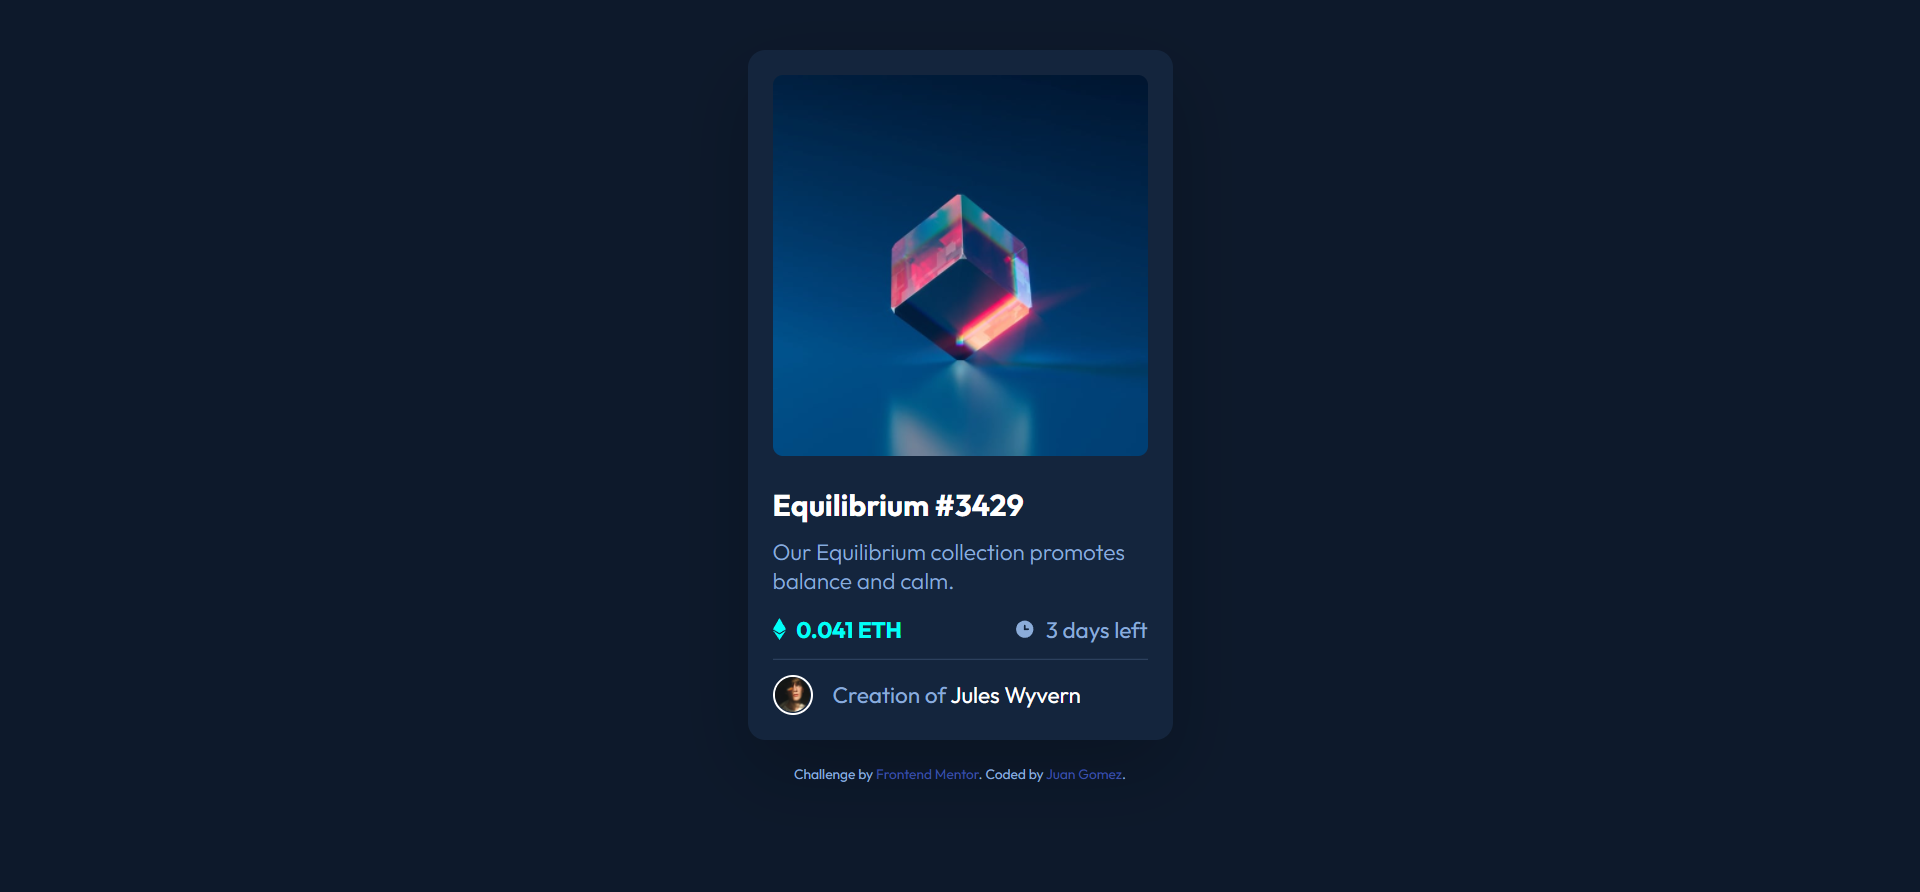 Equilibrium #3429
Our Equilibrium collection promotes
balance and calm.
0.041 ETH 3 days left
Creation of Jules Wyvern
Challenge by Frontend Mentor. Coded by Juan Gomez.